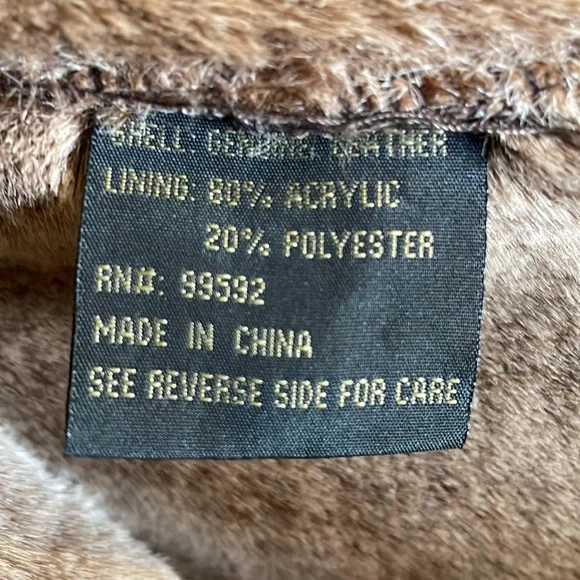 SHELL: GENUINE LEATHER
LINING: 80% ACRYLIC
20% POLYESTER
RN#: 99592
MADE IN CHINA
SEE REVERSE SIDE FOR CARE